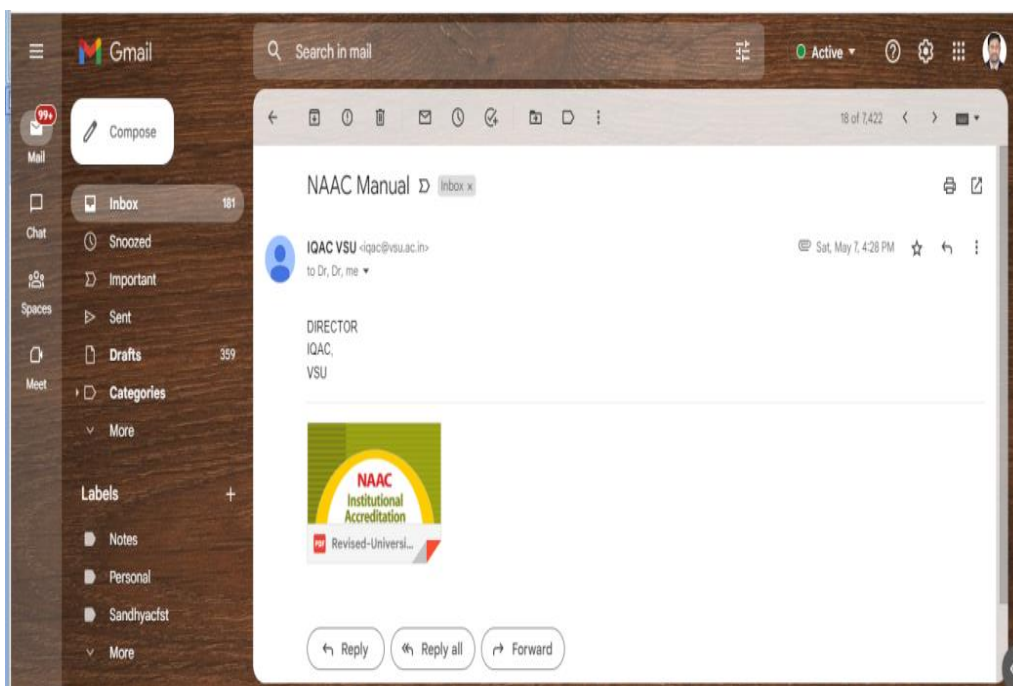 Gmail
Search in mail
Active
99+
Mail
Chat
Spaces
Meet
Compose
Inbox 181
Snoozed
Important
Sent
Drafts 359
Categories
More
Labels +
Notes
Personal
Sandhyacfst
More
18 of 7,422
NAAC Manual Inbox x
IQAC VSU <iqac@vsu.ac.in>
Sat, May 7, 4:28 PM
to Dr, Dr, me
DIRECTOR
IQAC,
VSU
NAAC
Institutional
Accreditation
PDF Revised-Universi...
Reply Reply all Forward